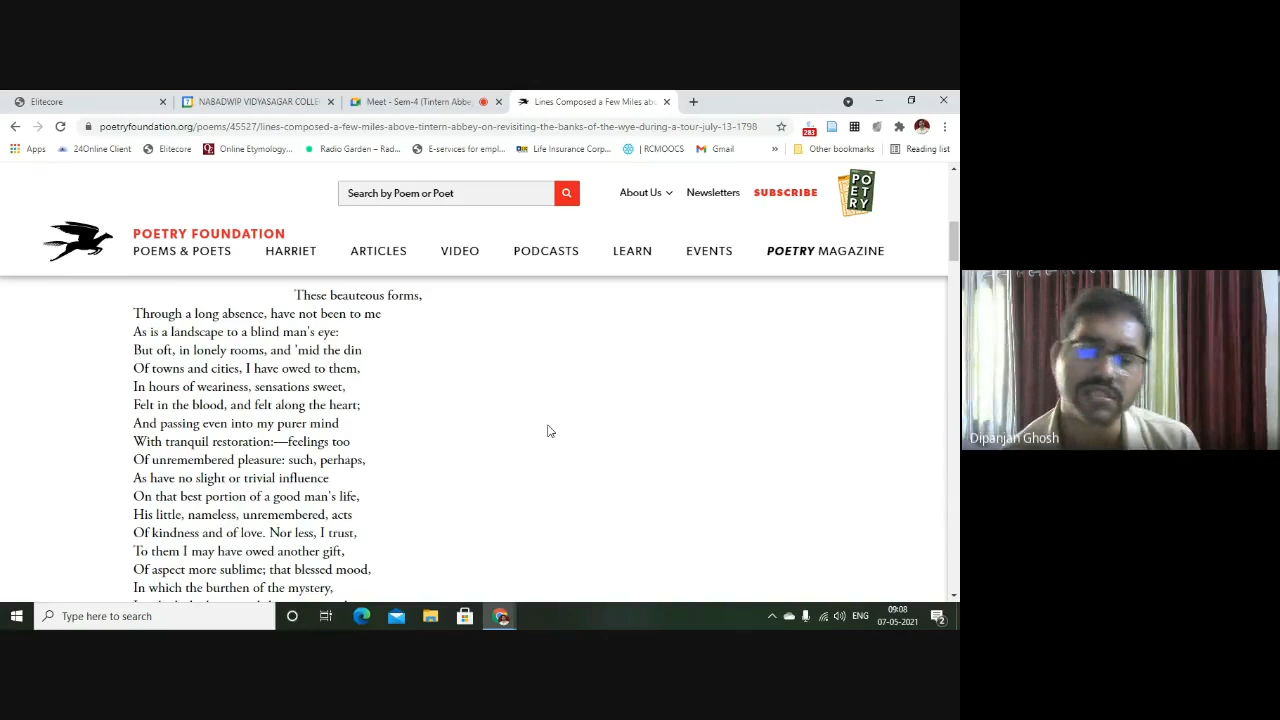 Elitecore
NABADWIP VIDYASAGAR COLLE
Meet - Sem-4 (Tintern Abbe
Lines Composed a Few Miles abo
poetryfoundation.org/poems/45527/lines-composed-a-few-miles-above-tintern-abbey-on-revisiting-the-banks-of-the-wye-during-a-tour-july-13-1798
283
Apps
24Online Client
Elitecore
Online Etymology...
Radio Garden – Rad...
E-services for empl...
Life Insurance Corp...
| RCMOOCS
Gmail
»
Other bookmarks
Reading list
Search by Poem or Poet
About Us
Newsletters
SUBSCRIBE
PO
ET
RY
POETRY FOUNDATION
POEMS & POETS
HARRIET
ARTICLES
VIDEO
PODCASTS
LEARN
EVENTS
POETRY MAGAZINE
These beauteous forms,
Through a long absence, have not been to me
As is a landscape to a blind man's eye:
But oft, in lonely rooms, and 'mid the din
Of towns and cities, I have owed to them,
In hours of weariness, sensations sweet,
Felt in the blood, and felt along the heart;
And passing even into my purer mind
With tranquil restoration:—feelings too
Of unremembered pleasure: such, perhaps,
As have no slight or trivial influence
On that best portion of a good man's life,
His little, nameless, unremembered, acts
Of kindness and of love. Nor less, I trust,
To them I may have owed another gift,
Of aspect more sublime; that blessed mood,
In which the burthen of the mystery,
Dipanjan Ghosh
Type here to search
ENG
09:08
07-05-2021
2